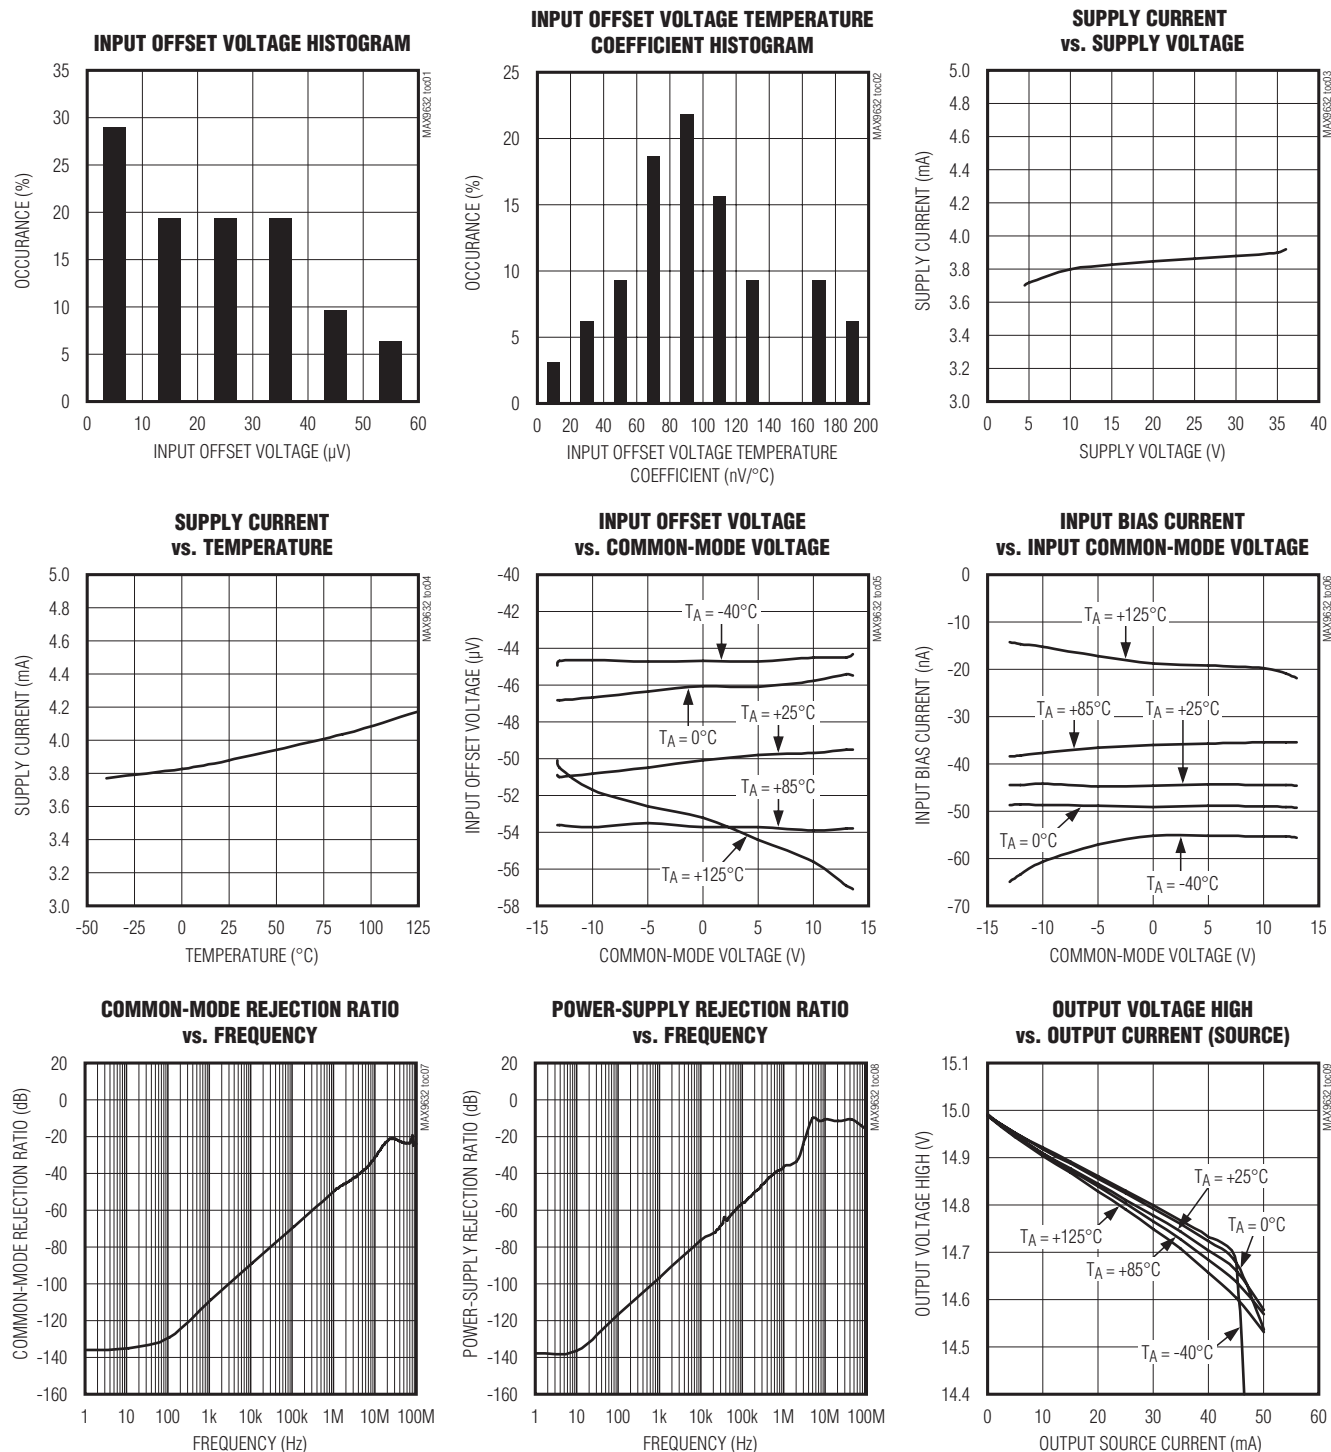 INPUT OFFSET VOLTAGE HISTOGRAM
MAX9632 toc01
OCCURANCE (%)
35
30
25
20
15
10
5
0
0 10 20 30 40 50 60
INPUT OFFSET VOLTAGE (µV)
INPUT OFFSET VOLTAGE TEMPERATURE
COEFFICIENT HISTOGRAM
MAX9632 toc02
OCCURANCE (%)
25
20
15
10
5
0
0 20 40 60 80 100 120 140 160 180 200
INPUT OFFSET VOLTAGE TEMPERATURE
COEFFICIENT (nV/°C)
SUPPLY CURRENT
vs. SUPPLY VOLTAGE
MAX9632 toc03
SUPPLY CURRENT (mA)
5.0
4.8
4.6
4.4
4.2
4.0
3.8
3.6
3.4
3.2
3.0
0 5 10 15 20 25 30 35 40
SUPPLY VOLTAGE (V)
SUPPLY CURRENT
vs. TEMPERATURE
MAX9632 toc04
SUPPLY CURRENT (mA)
5.0
4.8
4.6
4.4
4.2
4.0
3.8
3.6
3.4
3.2
3.0
-50 -25 0 25 50 75 100 125
TEMPERATURE (°C)
INPUT OFFSET VOLTAGE
vs. COMMON-MODE VOLTAGE
MAX9632 toc05
INPUT OFFSET VOLTAGE (µV)
-40
-42
-44
-46
-48
-50
-52
-54
-56
-58
TA = -40°C
TA = +25°C
TA = 0°C
TA = +85°C
TA = +125°C
-15 -10 -5 0 5 10 15
COMMON-MODE VOLTAGE (V)
INPUT BIAS CURRENT
vs. INPUT COMMON-MODE VOLTAGE
MAX9632 toc06
INPUT BIAS CURRENT (nA)
0
-10
-20
-30
-40
-50
-60
-70
TA = +125°C
TA = +85°C
TA = +25°C
TA = 0°C
TA = -40°C
-15 -10 -5 0 5 10 15
COMMON-MODE VOLTAGE (V)
COMMON-MODE REJECTION RATIO
vs. FREQUENCY
MAX9632 toc07
COMMON-MODE REJECTION RATIO (dB)
20
0
-20
-40
-60
-80
-100
-120
-140
-160
1 10 100 1k 10k 100k 1M 10M 100M
FREQUENCY (Hz)
POWER-SUPPLY REJECTION RATIO
vs. FREQUENCY
MAX9632 toc08
POWER-SUPPLY REJECTION RATIO (dB)
20
0
-20
-40
-60
-80
-100
-120
-140
-160
1 10 100 1k 10k 100k 1M 10M 100M
FREQUENCY (Hz)
OUTPUT VOLTAGE HIGH
vs. OUTPUT CURRENT (SOURCE)
MAX9632 toc09
OUTPUT VOLTAGE HIGH (V)
15.1
15.0
14.9
14.8
14.7
14.6
14.5
14.4
TA = +25°C
TA = 0°C
TA = +125°C
TA = +85°C
TA = -40°C
0 10 20 30 40 50 60
OUTPUT SOURCE CURRENT (mA)